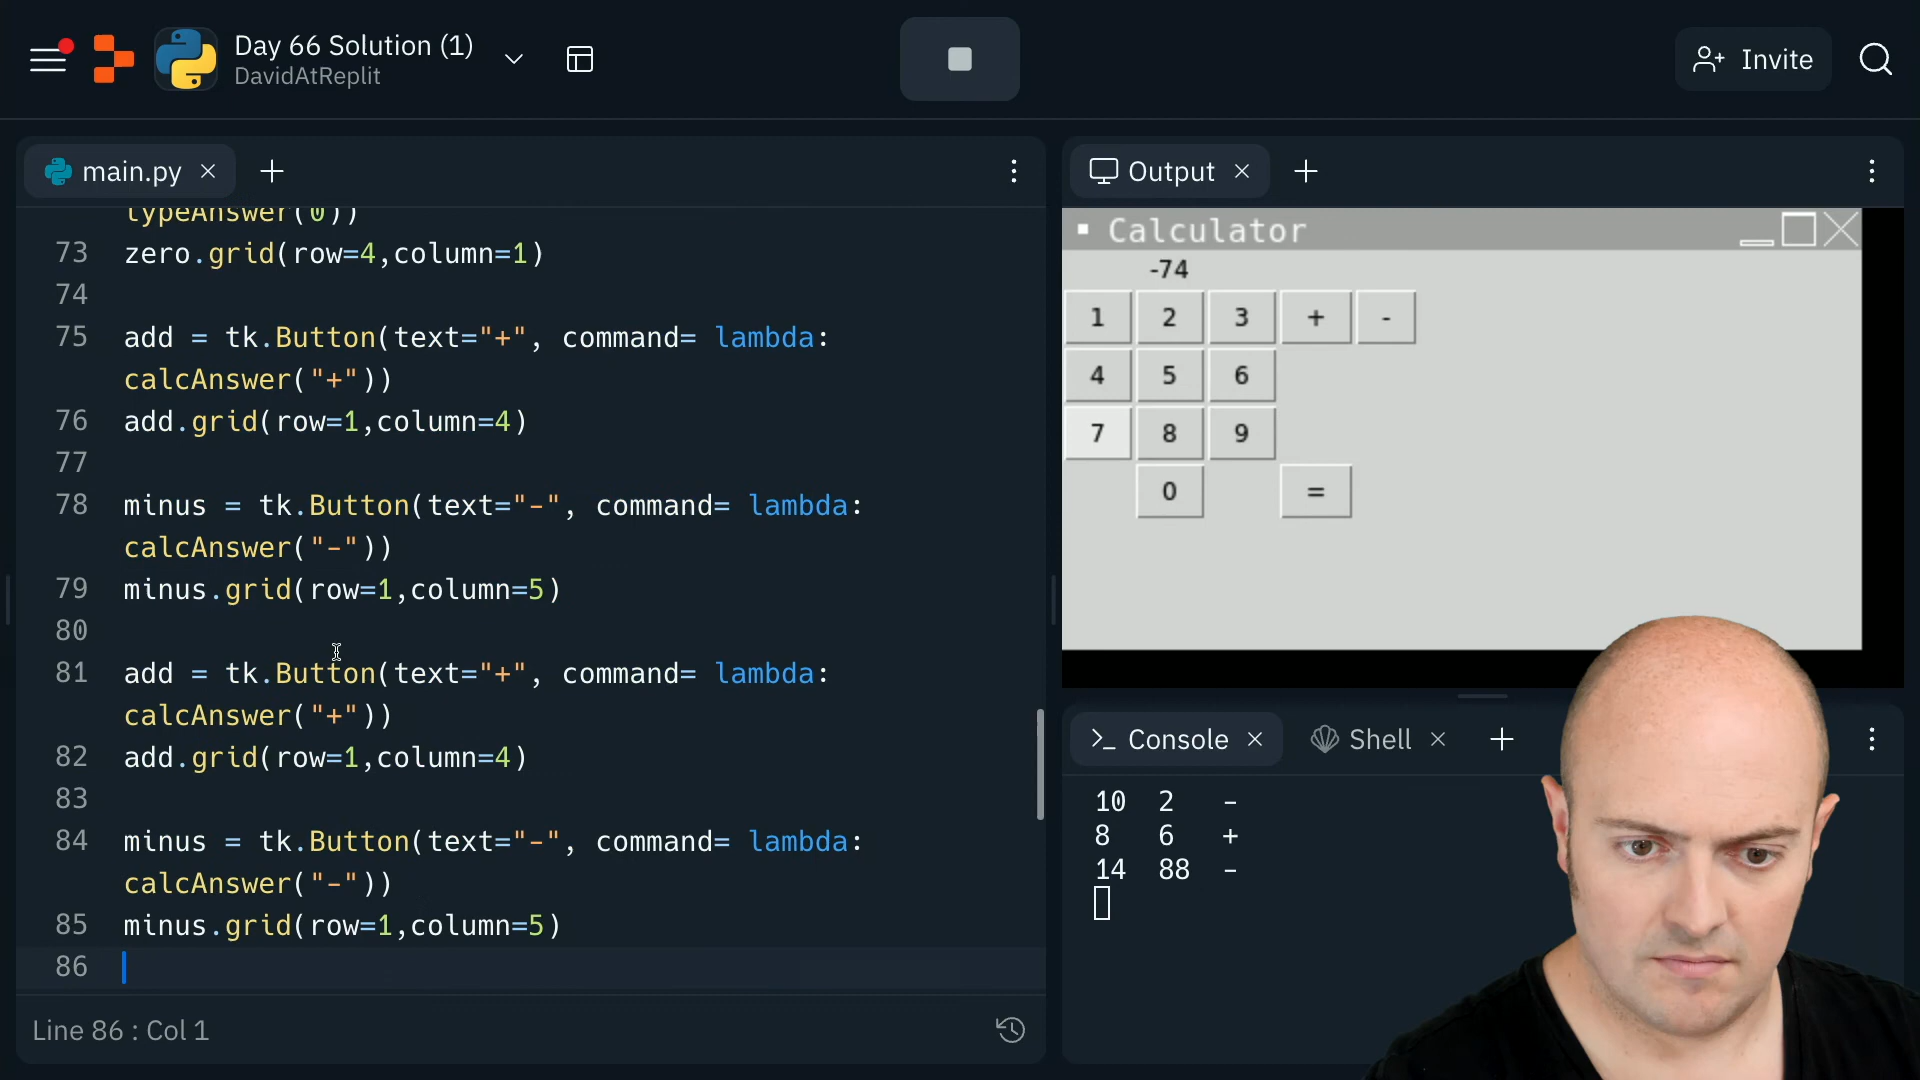 Day 66 Solution (1)
DavidAtReplit
Invite
main.py
typeAnswer(0))
73 zero.grid(row=4,column=1)
74
75 add = tk.Button(text="+", command= lambda:
calcAnswer("+"))
76 add.grid(row=1,column=4)
77
78 minus = tk.Button(text="-", command= lambda:
calcAnswer("-"))
79 minus.grid(row=1,column=5)
80
81 add = tk.Button(text="+", command= lambda:
calcAnswer("+"))
82 add.grid(row=1,column=4)
83
84 minus = tk.Button(text="-", command= lambda:
calcAnswer("-"))
85 minus.grid(row=1,column=5)
86
Line 86 : Col 1
Output
Calculator
-74
1 2 3 + -
4 5 6
7 8 9
0 =
Console
Shell
10 2 -
8 6 +
14 88 -